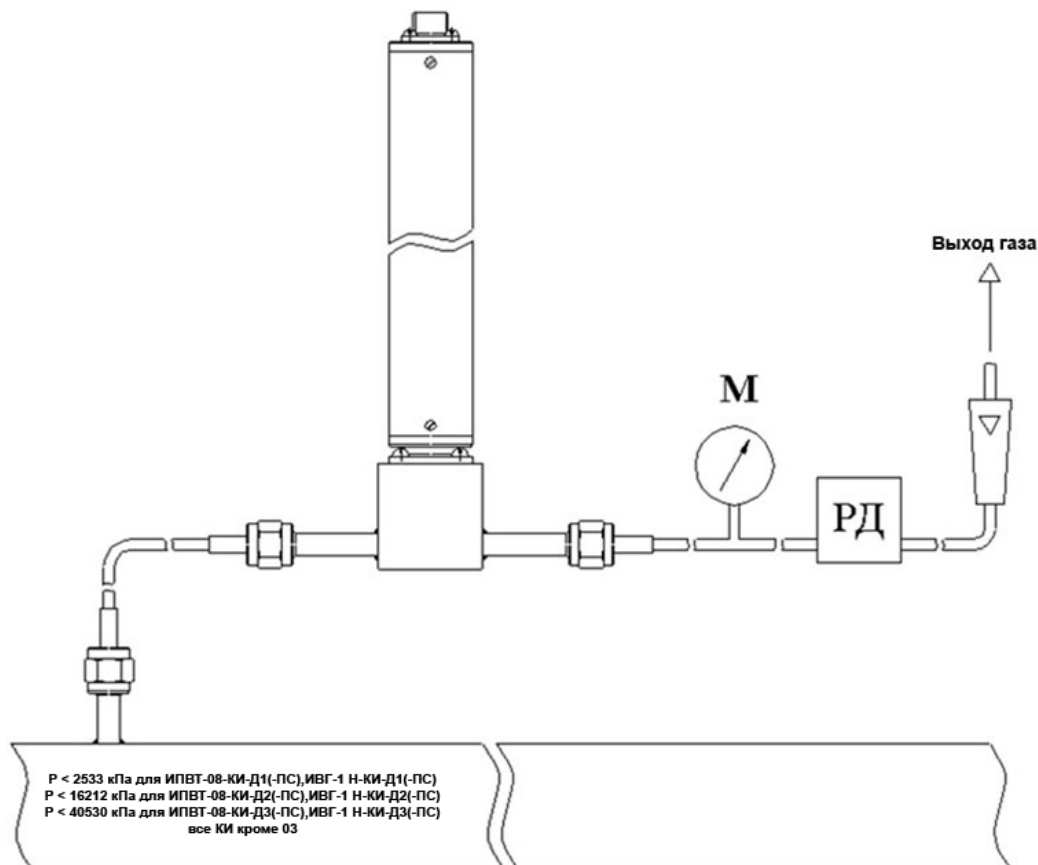 Выход газа
М
РД
Р < 2533 кПа для ИПВТ-08-КИ-Д1(-ПС),ИВГ-1 Н-КИ-Д1(-ПС)
Р < 16212 кПа для ИПВТ-08-КИ-Д2(-ПС),ИВГ-1 Н-КИ-Д2(-ПС)
Р < 40530 кПа для ИПВТ-08-КИ-Д3(-ПС),ИВГ-1 Н-КИ-Д3(-ПС)
все КИ кроме 03